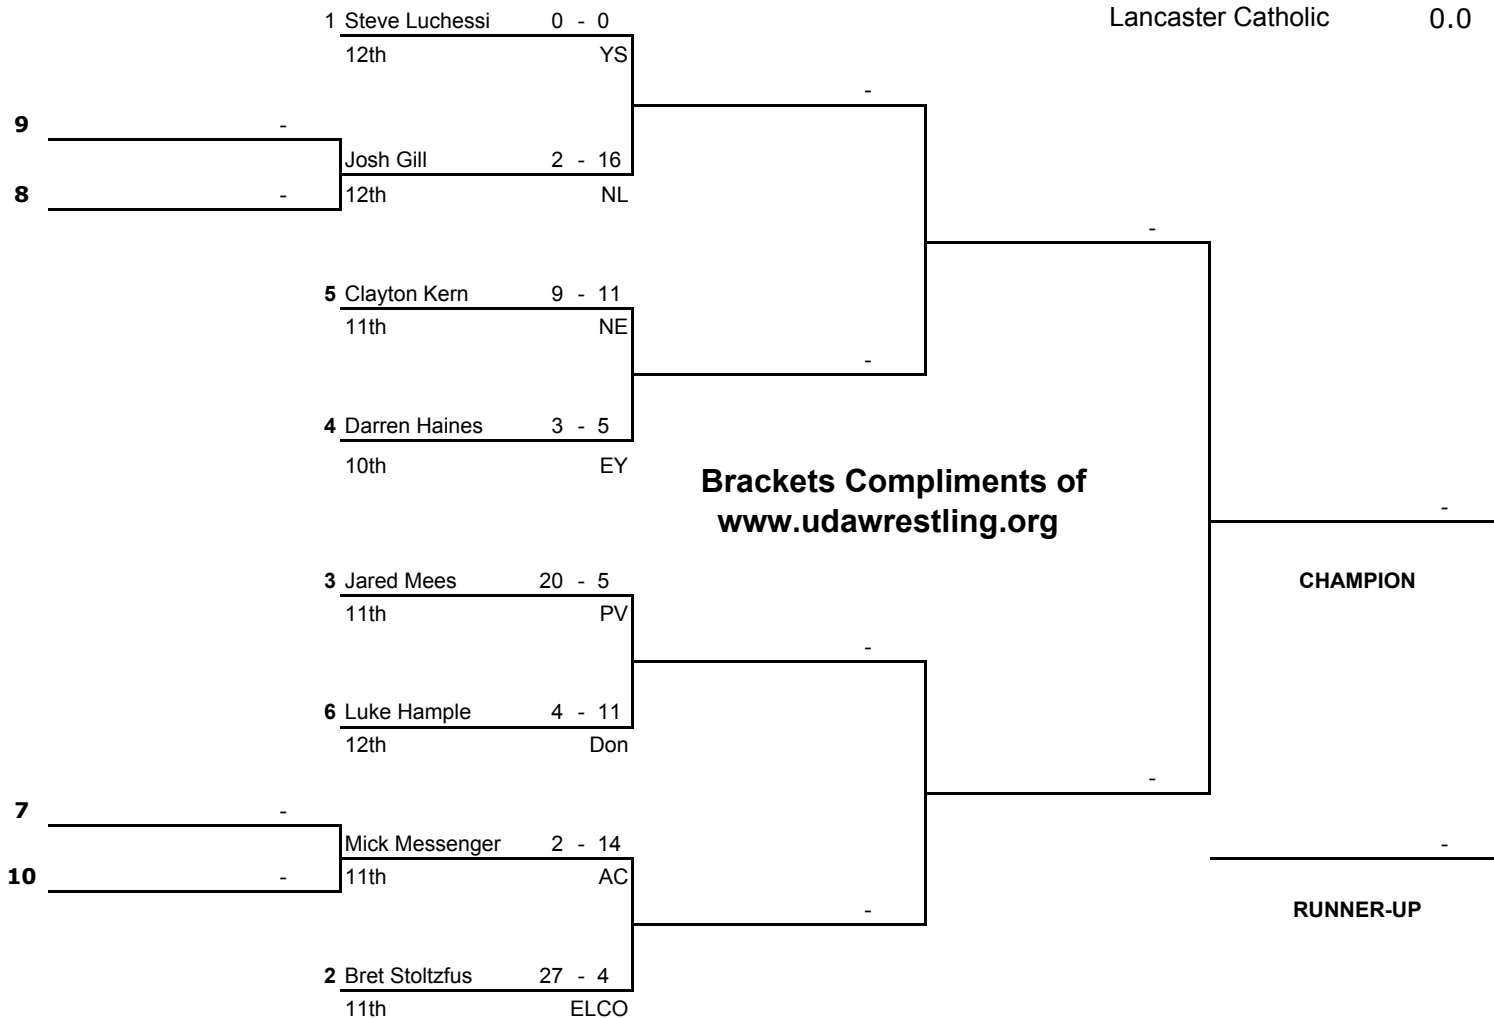 1 Steve Luchessi 0 - 0
Lancaster Catholic 0.0
12th YS
-
9 -
Josh Gill 2 - 16
8 - 12th NL
-
5 Clayton Kern 9 - 11
11th NE
-
4 Darren Haines 3 - 5
10th EY
Brackets Compliments of
www.udawrestling.org
-
3 Jared Mees 20 - 5
CHAMPION
11th PV
-
6 Luke Hample 4 - 11
12th Don
-
7 -
Mick Messenger 2 - 14
-
10 - 11th AC
-
RUNNER-UP
2 Bret Stoltzfus 27 - 4
11th ELCO